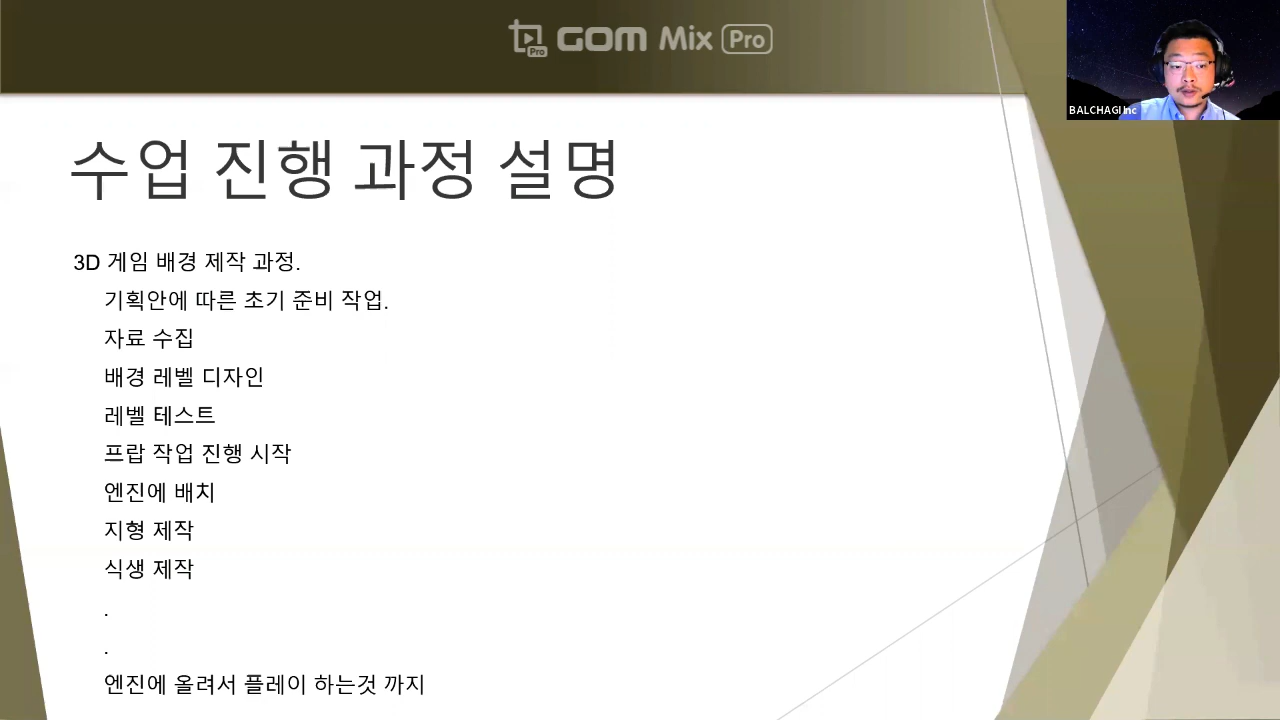 Pro GOM Mix Pro
BALCHAGI Inc
수업 진행 과정 설명
3D 게임 배경 제작 과정.
기획안에 따른 초기 준비 작업.
자료 수집
배경 레벨 디자인
레벨 테스트
프랍 작업 진행 시작
엔진에 배치
지형 제작
식생 제작
.
.
엔진에 올려서 플레이 하는것 까지